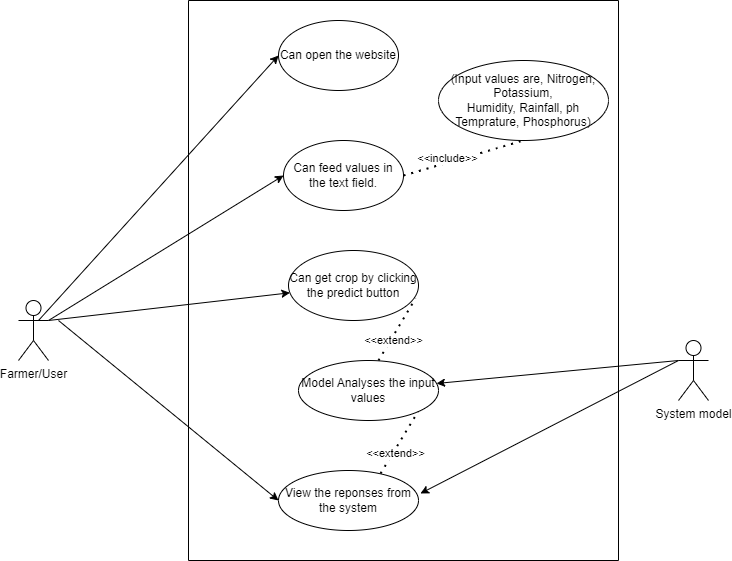 Can open the website
(Input values are, Nitrogen,
Potassium,
Humidity, Rainfall, ph
Temprature, Phosphorus)
<<include>>
Can feed values in
the text field.
Can get crop by clicking
the predict button
<<extend>>
Farmer/User
Model Analyses the input
values
System model
<<extend>>
View the reponses from
the system